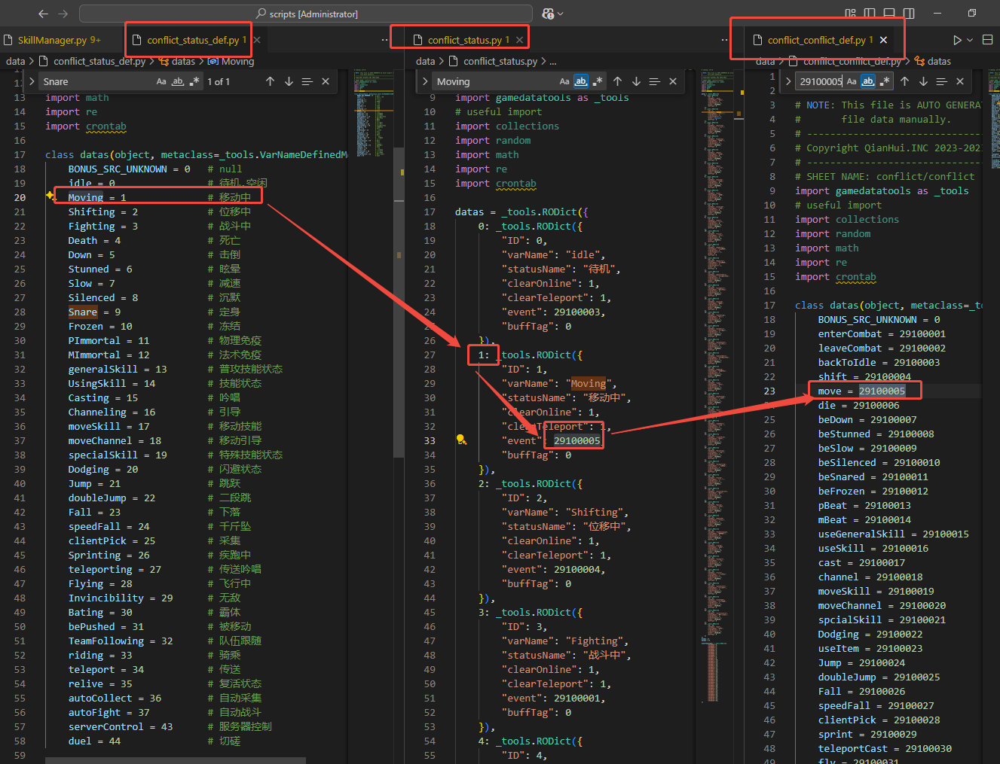 scripts [Administrator]
SkillManager.py 9+
conflict_status_def.py 1
conflict_status.py 1
conflict_conflict_def.py 1
data > conflict_status_def.py > datas > Moving
Snare
Aa ab 1 of 1
13 import math
14 import re
15 import crontab
16
17 class datas(object, metaclass=_tools.VarNameDefinedM
18 BONUS_SRC_UNKNOWN = 0 # null
19 idle = 0 # 待机,空闲
20 Moving = 1 # 移动中
21 Shifting = 2 # 位移中
22 Fighting = 3 # 战斗中
23 Death = 4 # 死亡
24 Down = 5 # 击倒
25 Stunned = 6 # 眩晕
26 Slow = 7 # 减速
27 Silenced = 8 # 沉默
28 Snare = 9 # 定身
29 Frozen = 10 # 冻结
30 PImmortal = 11 # 物理免疫
31 MImmortal = 12 # 法术免疫
32 generalSkill = 13 # 普攻技能状态
33 UsingSkill = 14 # 技能状态
34 Casting = 15 # 吟唱
35 Channeling = 16 # 引导
36 moveSkill = 17 # 移动技能
37 moveChannel = 18 # 移动引导
38 specialSkill = 19 # 特殊技能状态
39 Dodging = 20 # 闪避状态
40 Jump = 21 # 跳跃
41 doubleJump = 22 # 二段跳
42 Fall = 23 # 下落
43 speedFall = 24 # 千斤坠
44 clientPick = 25 # 采集
45 Sprinting = 26 # 疾跑中
46 teleporting = 27 # 传送吟唱
47 Flying = 28 # 飞行中
48 Invincibility = 29 # 无敌
49 Bating = 30 # 霸体
50 bePushed = 31 # 被移动
51 TeamFollowing = 32 # 队伍跟随
52 riding = 33 # 骑乘
53 teleport = 34 # 传送
54 relive = 35 # 复活状态
55 autoCollect = 36 # 自动采集
56 autoFight = 37 # 自动战斗
57 serverControl = 43 # 服务器控制
58 duel = 44 # 切磋
59
data > conflict_status.py > ...
Moving
Aa ab
9 import gamedatatools as _tools
10 # useful import
11 import collections
12 import random
13 import math
14 import re
15 import crontab
16
17 datas = _tools.RODict({
18 0: _tools.RODict({
19 "ID": 0,
20 "varName": "idle",
21 "statusName": "待机",
22 "clearOnline": 1,
23 "clearTeleport": 1,
24 "event": 29100003,
25 "buffTag": 0
26 }),
27 1: _tools.RODict({
28 "ID": 1,
29 "varName": "Moving",
30 "statusName": "移动中",
31 "clearOnline": 1,
32 "clearTeleport": 1,
33 "event": 29100005,
34 "buffTag": 0
35 }),
36 2: _tools.RODict({
37 "ID": 2,
38 "varName": "Shifting",
39 "statusName": "位移中",
40 "clearOnline": 1,
41 "clearTeleport": 1,
42 "event": 29100004,
43 "buffTag": 0
44 }),
45 3: _tools.RODict({
46 "ID": 3,
47 "varName": "Fighting",
48 "statusName": "战斗中",
49 "clearOnline": 1,
50 "clearTeleport": 1,
51 "event": 29100001,
52 "buffTag": 0
53 }),
54 4: _tools.RODict({
55 "ID": 4,
data > conflict_conflict_def.py > datas
29100005
Aa ab
1
2
3 # NOTE: This file is AUTO GENERA
4 # file data manually.
5 # ------------------------------
6 # Copyright QianHui.INC 2023-202
7 # ------------------------------
8 # SHEET NAME: conflict/conflict
9 import gamedatatools as _tools
10 # useful import
11 import collections
12 import random
13 import math
14 import re
15 import crontab
16
17 class datas(object, metaclass=_to
18 BONUS_SRC_UNKNOWN = 0
19 enterCombat = 29100001
20 leaveCombat = 29100002
21 backToIdle = 29100003
22 shift = 29100004
23 move = 29100005
die = 29100006
25 beDown = 29100007
26 beStunned = 29100008
27 beSlow = 29100009
28 beSilenced = 29100010
29 beSnared = 29100011
30 beFrozen = 29100012
31 pBeat = 29100013
32 mBeat = 29100014
33 useGeneralSkill = 29100015
34 useSkill = 29100016
35 cast = 29100017
36 channel = 29100018
37 moveSkill = 29100019
38 moveChannel = 29100020
39 spcialSkill = 29100021
40 Dodging = 29100022
41 useItem = 29100023
42 Jump = 29100024
43 doubleJump = 29100025
44 Fall = 29100026
45 speedFall = 29100027
46 clientPick = 29100028
47 sprint = 29100029
48 teleportCast = 29100030
49 fly = 29100031